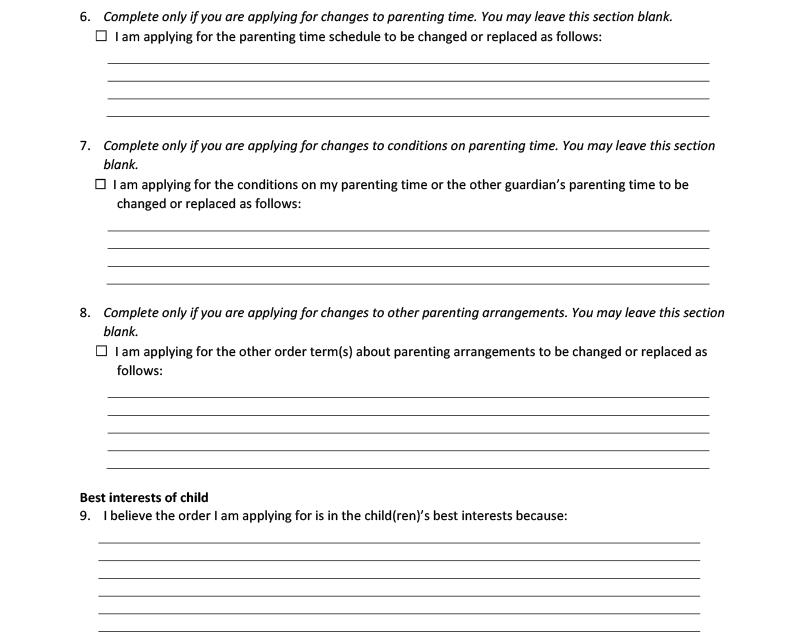 6. Complete only if you are applying for changes to parenting time. You may leave this section blank.
☐ I am applying for the parenting time schedule to be changed or replaced as follows:
7. Complete only if you are applying for changes to conditions on parenting time. You may leave this section
blank.
☐ I am applying for the conditions on my parenting time or the other guardian’s parenting time to be
changed or replaced as follows:
8. Complete only if you are applying for changes to other parenting arrangements. You may leave this section
blank.
☐ I am applying for the other order term(s) about parenting arrangements to be changed or replaced as
follows:
Best interests of child
9. I believe the order I am applying for is in the child(ren)’s best interests because: